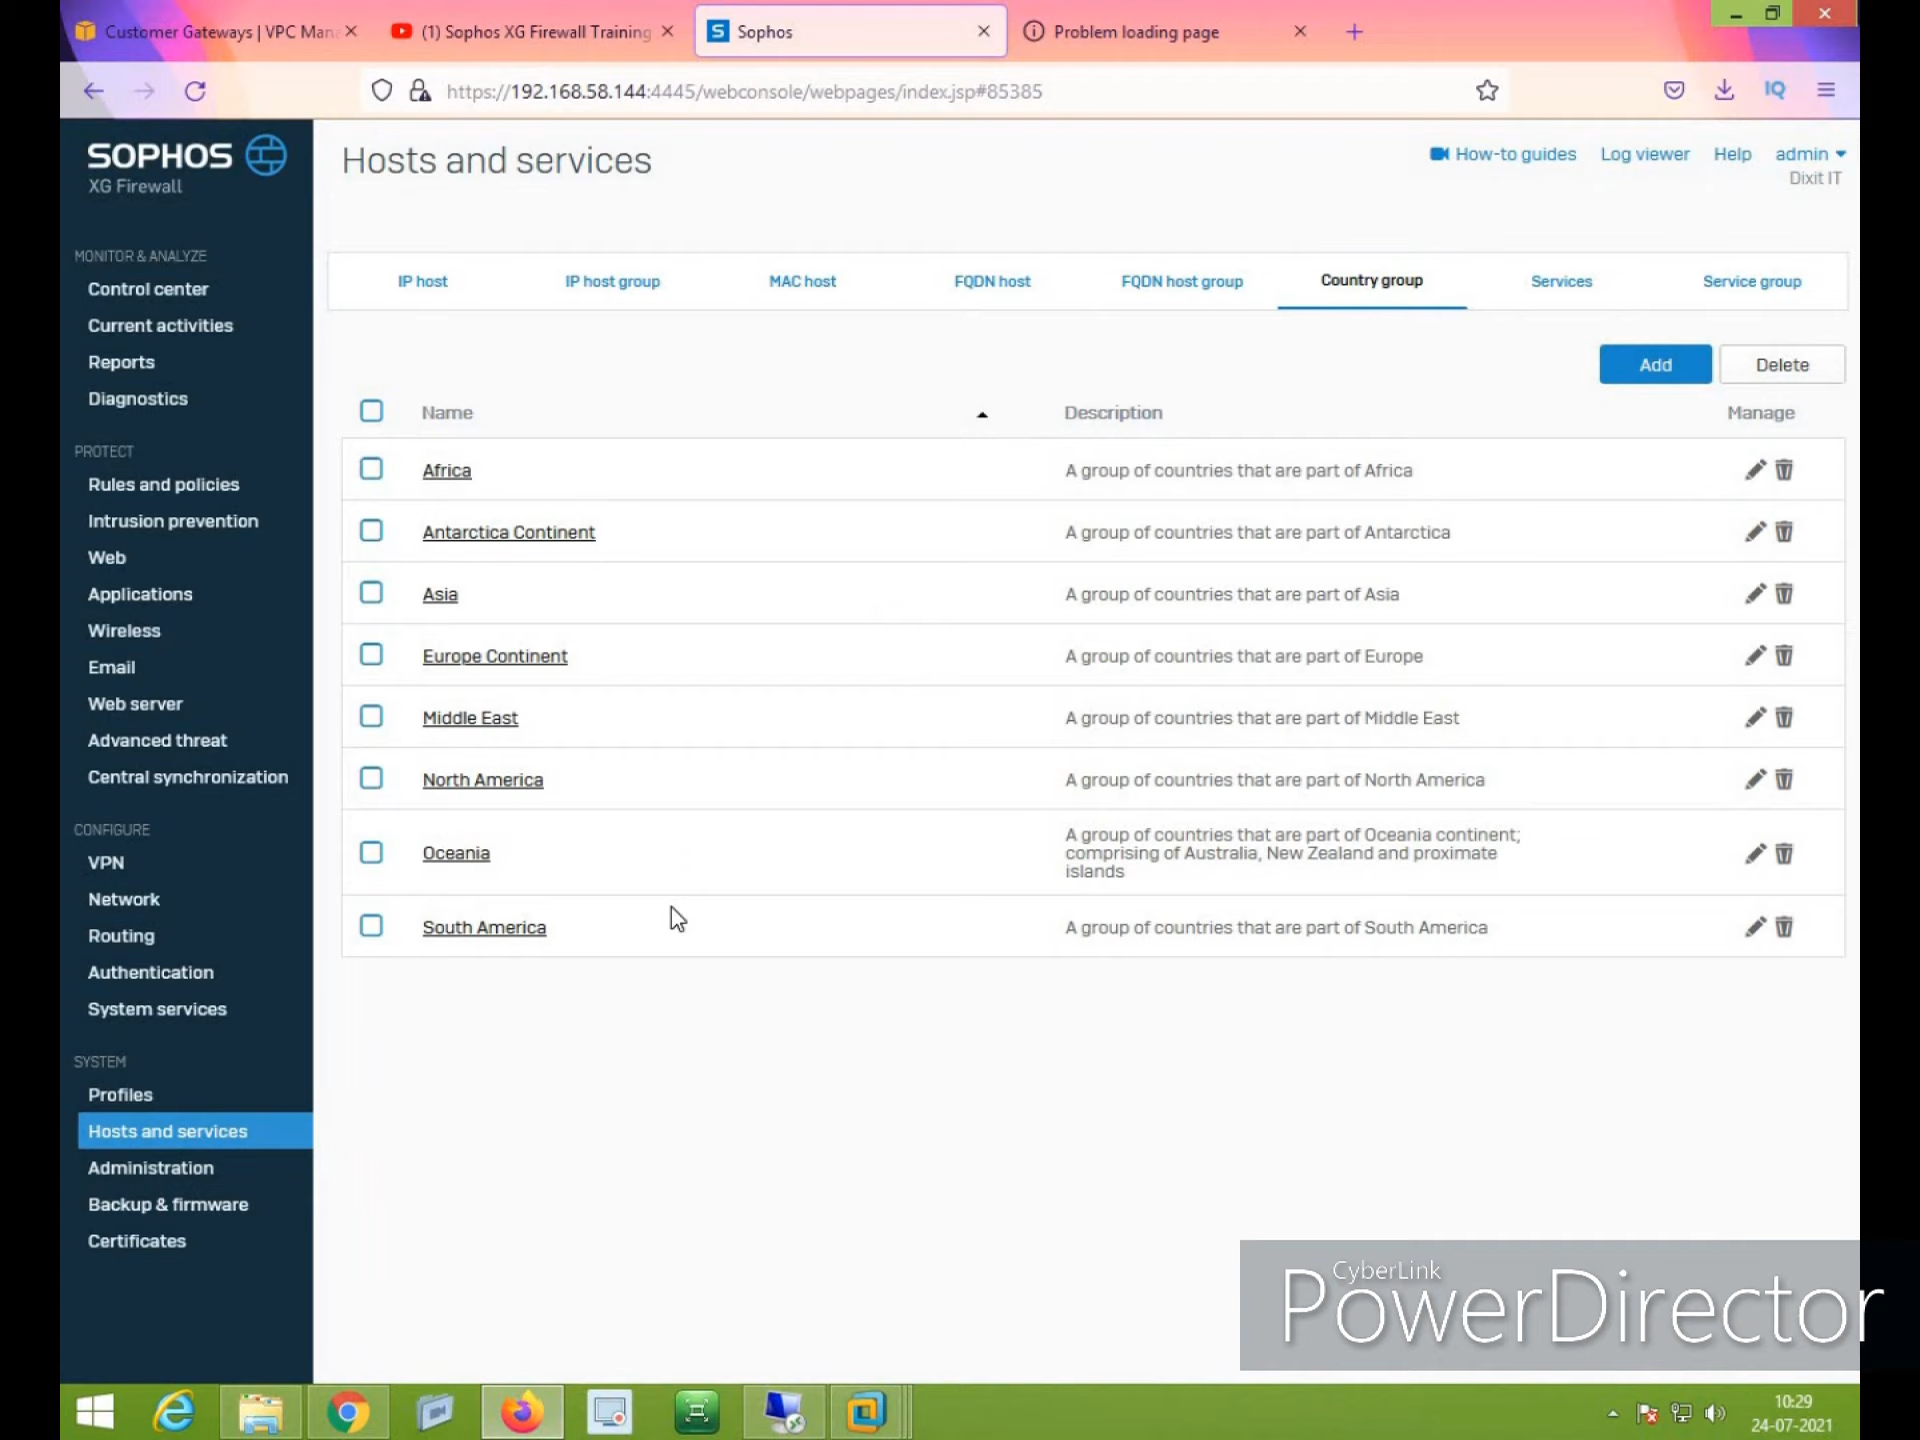 Customer Gateways | VPC Man
(1) Sophos XG Firewall Training
Sophos
Problem loading page
https://192.168.58.144:4445/webconsole/webpages/index.jsp#85385
IQ
SOPHOS
XG Firewall
Hosts and services
How-to guides
Log viewer
Help
admin
Dixit IT
MONITOR & ANALYZE
Control center
Current activities
Reports
Diagnostics
PROTECT
Rules and policies
Intrusion prevention
Web
Applications
Wireless
Email
Web server
Advanced threat
Central synchronization
CONFIGURE
VPN
Network
Routing
Authentication
System services
SYSTEM
Profiles
Hosts and services
Administration
Backup & firmware
Certificates
IP host
IP host group
MAC host
FQDN host
FQDN host group
Country group
Services
Service group
Add
Delete
Name
Description
Manage
Africa
A group of countries that are part of Africa
Antarctica Continent
A group of countries that are part of Antarctica
Asia
A group of countries that are part of Asia
Europe Continent
A group of countries that are part of Europe
Middle East
A group of countries that are part of Middle East
North America
A group of countries that are part of North America
Oceania
A group of countries that are part of Oceania continent;
comprising of Australia, New Zealand and proximate
islands
South America
A group of countries that are part of South America
CyberLink
PowerDirector
10:29
24-07-2021